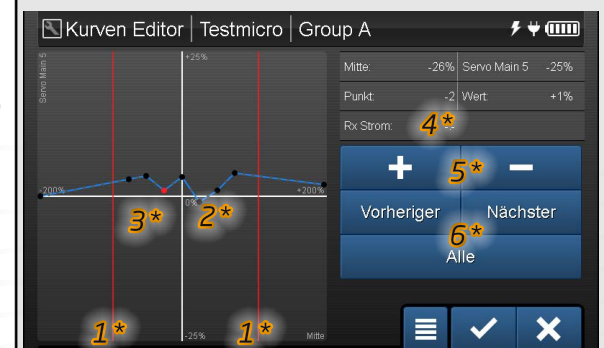 Kurven Editor | Testmicro | Group A
Servo Main 5
+25%
-200%
+200%
0%
-25%
Mitte
Mitte: -26% Servo Main 5 -25%
Punkt: -2 Wert: +1%
Rx Strom:
4*
+ 5* -
Vorheriger Nächster
6*
Alle
3* 2*
1* 1*